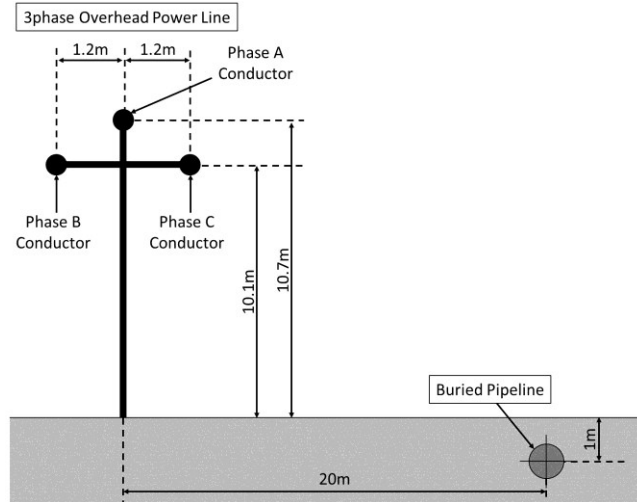 3phase Overhead Power Line
1.2m
1.2m
Phase A
Conductor
Phase B
Conductor
Phase C
Conductor
10.1m
10.7m
Buried Pipeline
1m
20m